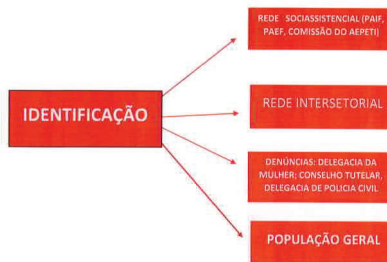 REDE SOCIASSISTENCIAL (PAIF,
PAEF, COMISSÃO DO AEPETI)
IDENTIFICAÇÃO
REDE INTERSETORIAL
DENÚNCIAS: DELEGACIA DA
MULHER; CONSELHO TUTELAR,
DELEGACIA DE POLICIA CIVIL
POPULAÇÃO GERAL